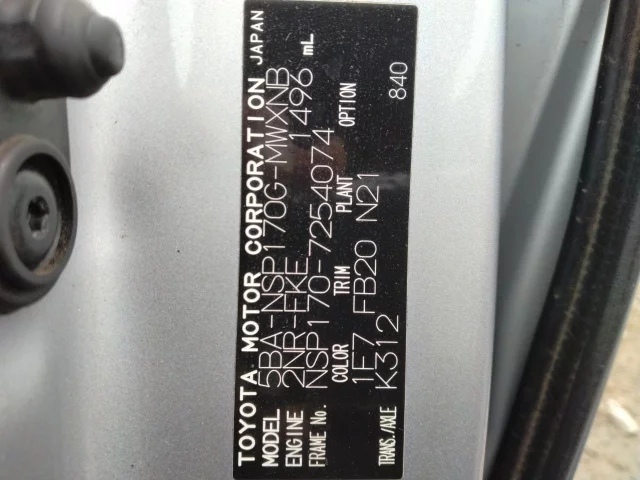 TOYOTA MOTOR CORPORATION JAPAN
MODEL 5BA-NSP170G-MWXNB
ENGINE 2NR-FKE 1496 mL
FRAME No. NSP170-7254074
COLOR TRIM PLANT OPTION
1F7 FB20 N21 840
TRANS./AXLE K312